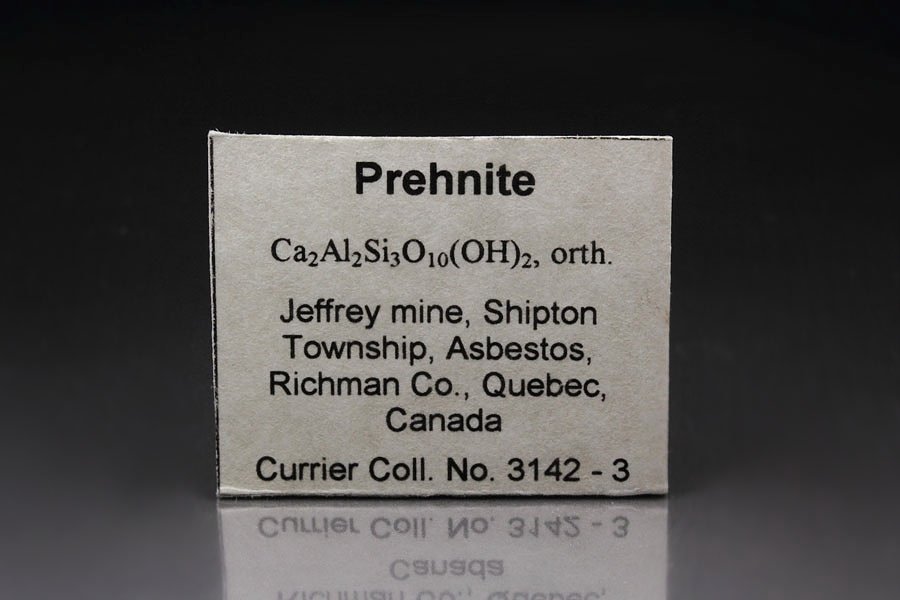 Prehnite
Ca₂Al₂Si₃O₁₀(OH)₂, orth.
Jeffrey mine, Shipton
Township, Asbestos,
Richman Co., Quebec,
Canada
Currier Coll. No. 3142 - 3